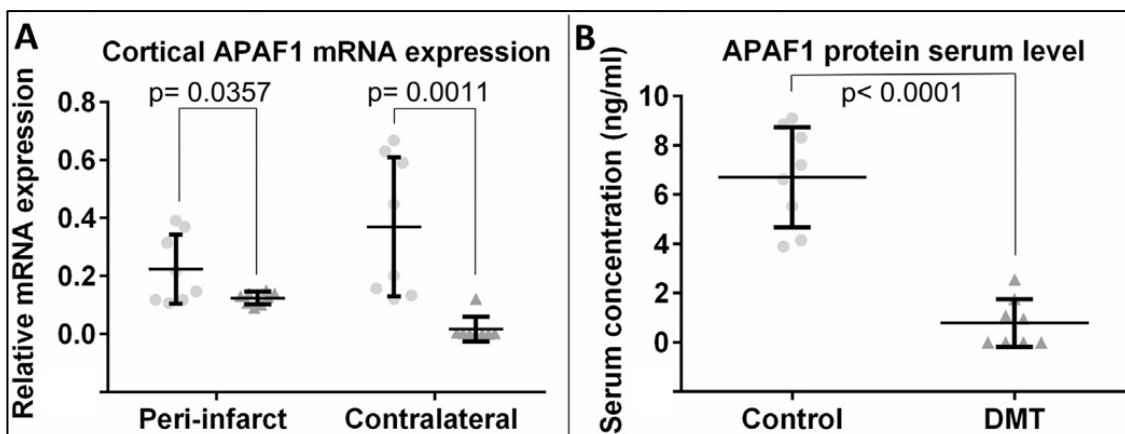 A
Cortical APAF1 mRNA expression
p= 0.0357
p= 0.0011
Relative mRNA expression
0.8
0.6
0.4
0.2
0.0
Peri-infarct
Contralateral
B
APAF1 protein serum level
p< 0.0001
Serum concentration (ng/ml)
10
8
6
4
2
0
Control
DMT